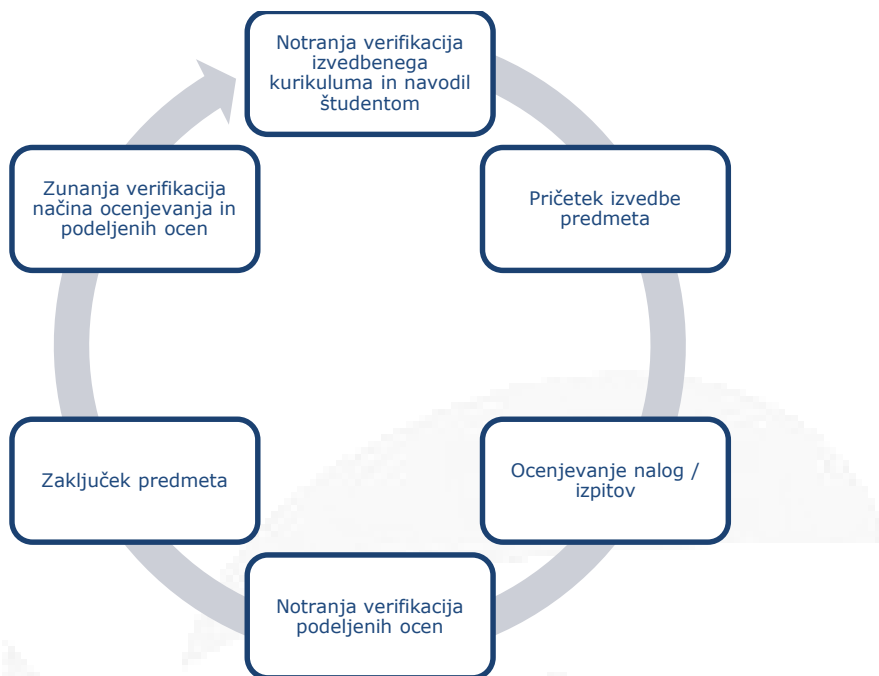 Notranja verifikacija
izvedbenega
kurikuluma in navodil
študentom
Pričetek izvedbe
predmeta
Ocenjevanje nalog /
izpitov
Notranja verifikacija
podeljenih ocen
Zaključek predmeta
Zunanja verifikacija
načina ocenjevanja in
podeljenih ocen